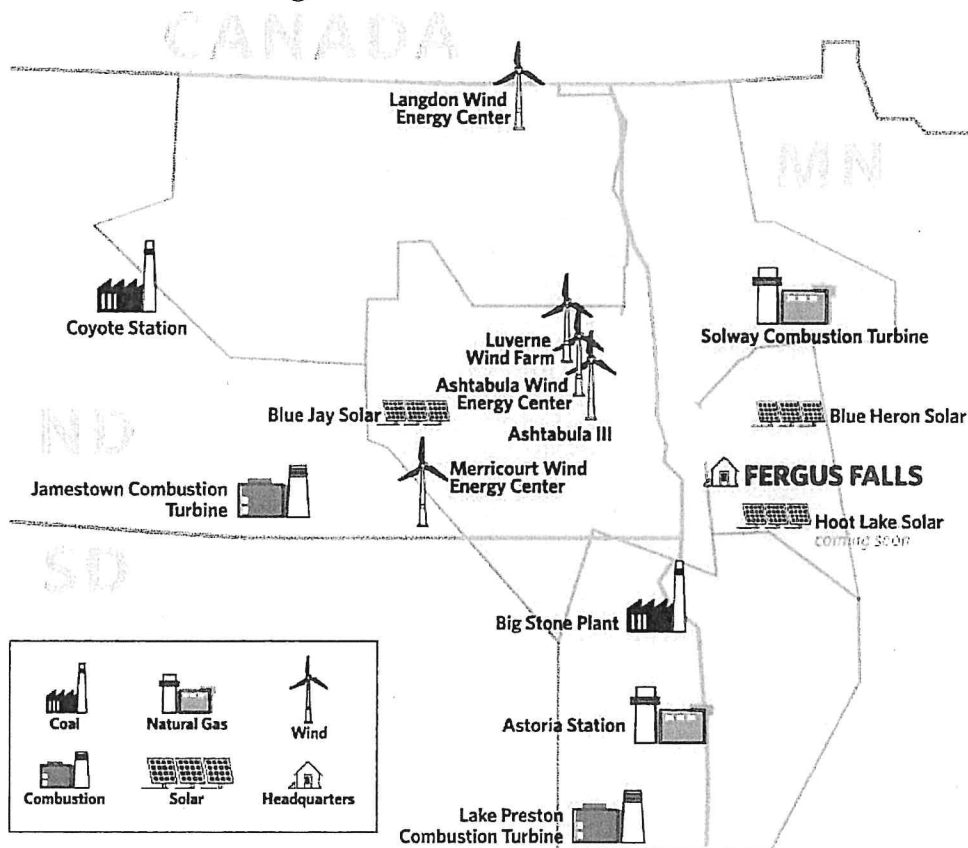 CANADA
Langdon Wind
Energy Center
MN
Coyote Station
Luverne
Wind Farm
Solway Combustion Turbine
Ashtabula Wind
Energy Center
Blue Jay Solar
Blue Heron Solar
Ashtabula III
ND
Merricourt Wind
Energy Center
FERGUS FALLS
Jamestown Combustion
Turbine
Hoot Lake Solar
coming soon
SD
Big Stone Plant
Astoria Station
Lake Preston
Combustion Turbine
Coal
Natural Gas
Wind
Combustion
Solar
Headquarters